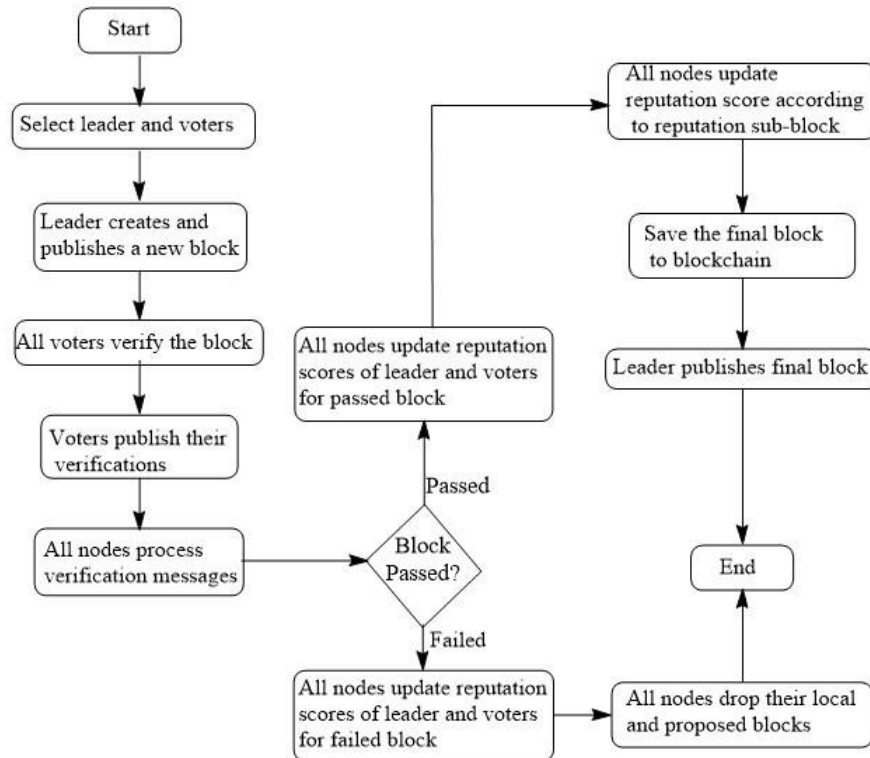 Start
Select leader and voters
Leader creates and
publishes a new block
All voters verify the block
Voters publish their
verifications
All nodes process
verification messages
Block
Passed?
Passed
All nodes update reputation
scores of leader and voters
for passed block
All nodes update
reputation score according
to reputation sub-block
Save the final block
to blockchain
Leader publishes final block
Failed
All nodes update reputation
scores of leader and voters
for failed block
All nodes drop their local
and proposed blocks
End